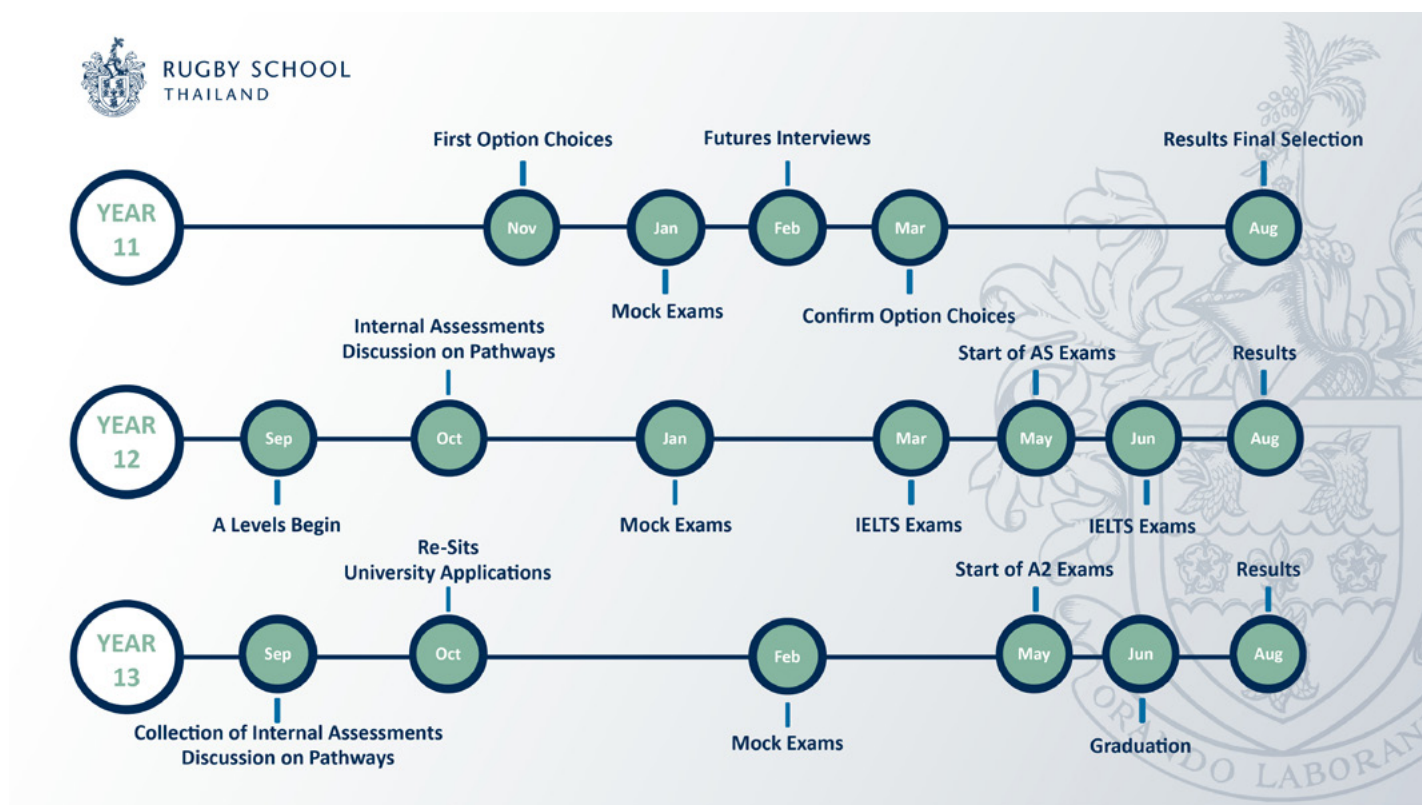 RUGBY SCHOOL
THAILAND
First Option Choices
Futures Interviews
Results Final Selection
YEAR
11
Nov
Jan
Feb
Mar
Aug
Mock Exams
Confirm Option Choices
Internal Assessments
Discussion on Pathways
Start of AS Exams
Results
YEAR
12
Sep
Oct
Jan
Mar
May
Jun
Aug
A Levels Begin
Mock Exams
IELTS Exams
IELTS Exams
Re-Sits
University Applications
Start of A2 Exams
Results
YEAR
13
Sep
Oct
Feb
May
Jun
Aug
Collection of Internal Assessments
Discussion on Pathways
Mock Exams
Graduation
ORANDO LABORAN